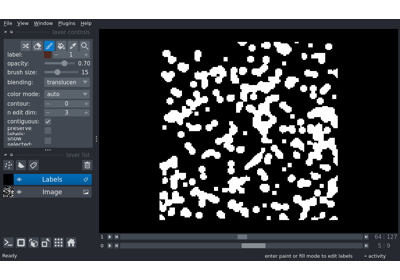 File View Window Plugins Help
layer controls
label: 1
opacity: 0.70
brush size: 15
blending: translucen
color mode: auto
contour: 0
n edit dim: 3
contiguous:
preserve labels:
show selected:
layer list
Labels
Image
1 64 127
0 5 9
Ready enter paint or fill mode to edit labels activity